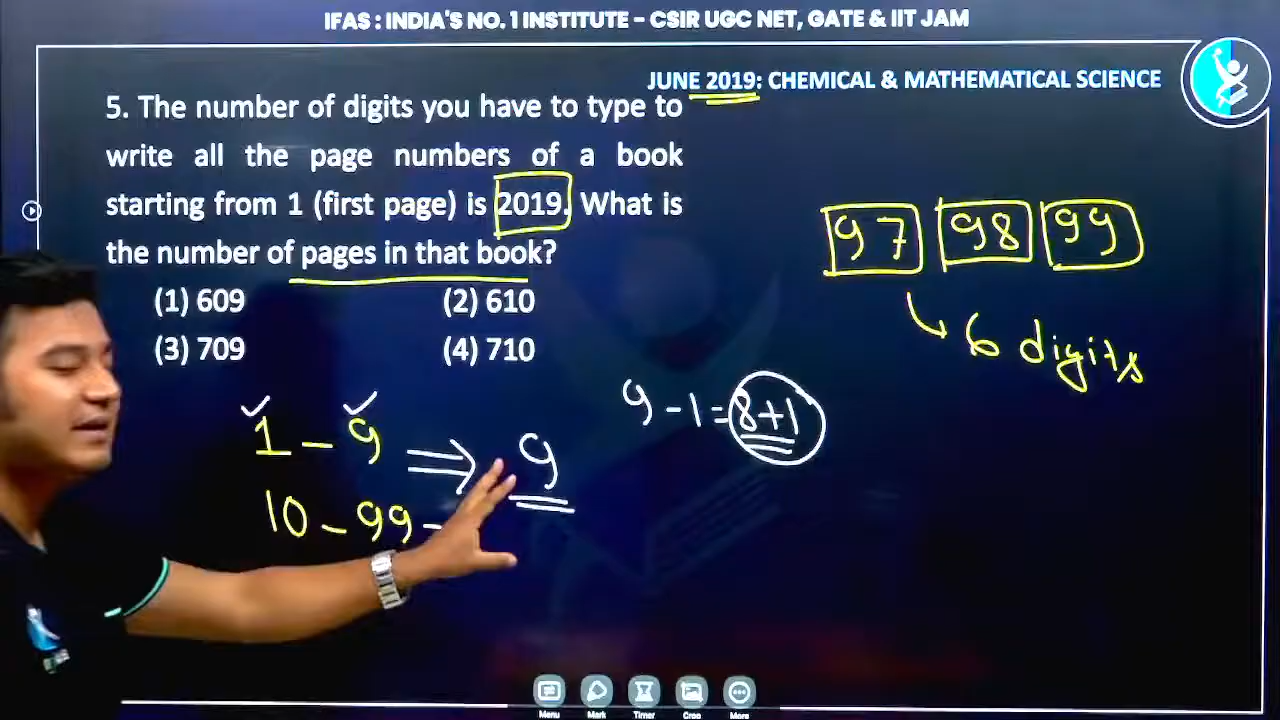 IFAS : INDIA'S NO. 1 INSTITUTE – CSIR UGC NET, GATE & IIT JAM
JUNE 2019: CHEMICAL & MATHEMATICAL SCIENCE
5. The number of digits you have to type to
write all the page numbers of a book
starting from 1 (first page) is 2019. What is
the number of pages in that book?
(1) 609 (2) 610
(3) 709 (4) 710
97 98 99
6 digits
9 - 1 = 8+1
1 - 9 ⇒ 9
10 - 99 -
Menu Mark Timer Crop More